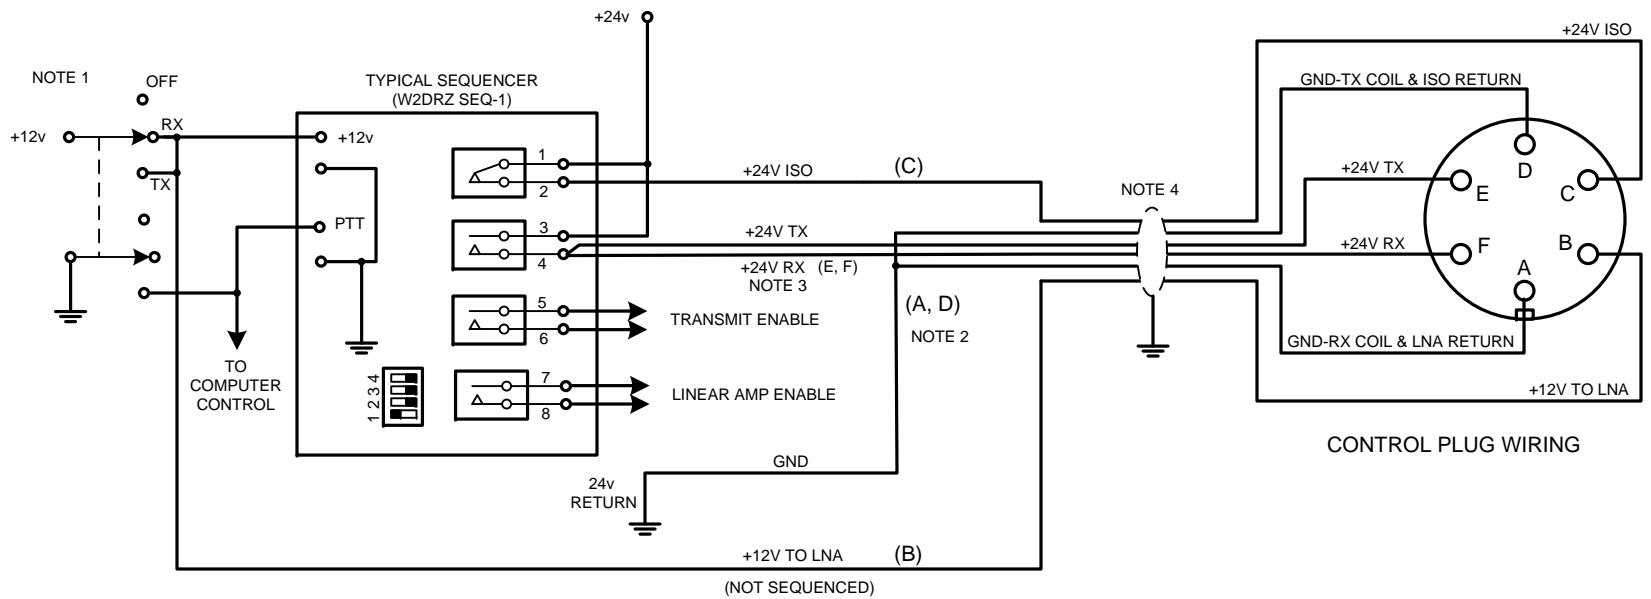 +24v
+24V ISO
NOTE 1
OFF
TYPICAL SEQUENCER
(W2DRZ SEQ-1)
GND-TX COIL & ISO RETURN
+12v
RX
+12v
1
2
+24V ISO
(C)
TX
NOTE 4
+24V TX
E
D
C
PTT
3
4
+24V TX
+24V RX
(E, F)
NOTE 3
+24V RX
F
B
A
5
6
TRANSMIT ENABLE
(A, D)
NOTE 2
GND-RX COIL & LNA RETURN
TO
COMPUTER
CONTROL
1 2 3 4
7
8
LINEAR AMP ENABLE
+12V TO LNA
CONTROL PLUG WIRING
GND
24v
RETURN
+12V TO LNA
(B)
(NOT SEQUENCED)